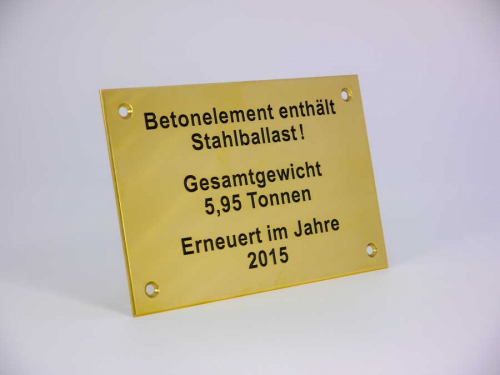 Betonelement enthält
Stahlballast!
Gesamtgewicht
5,95 Tonnen
Erneuert im Jahre
2015